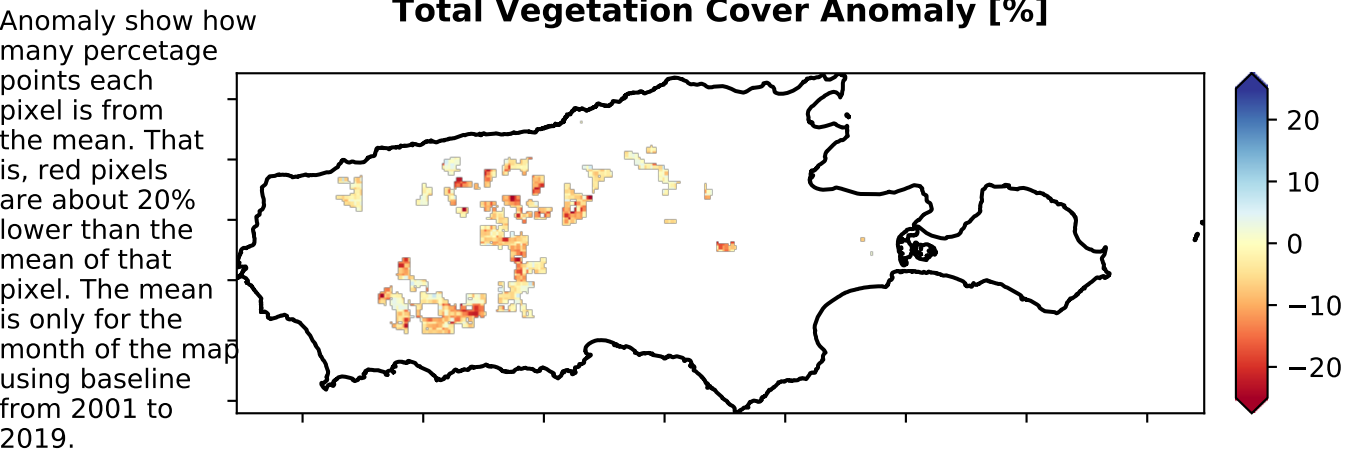 Total Vegetation Cover Anomaly [%]
Anomaly show how
many percetage
points each
pixel is from
the mean. That
is, red pixels
are about 20%
lower than the
mean of that
pixel. The mean
is only for the
month of the map
using baseline
from 2001 to
2019.
20
10
0
−10
−20